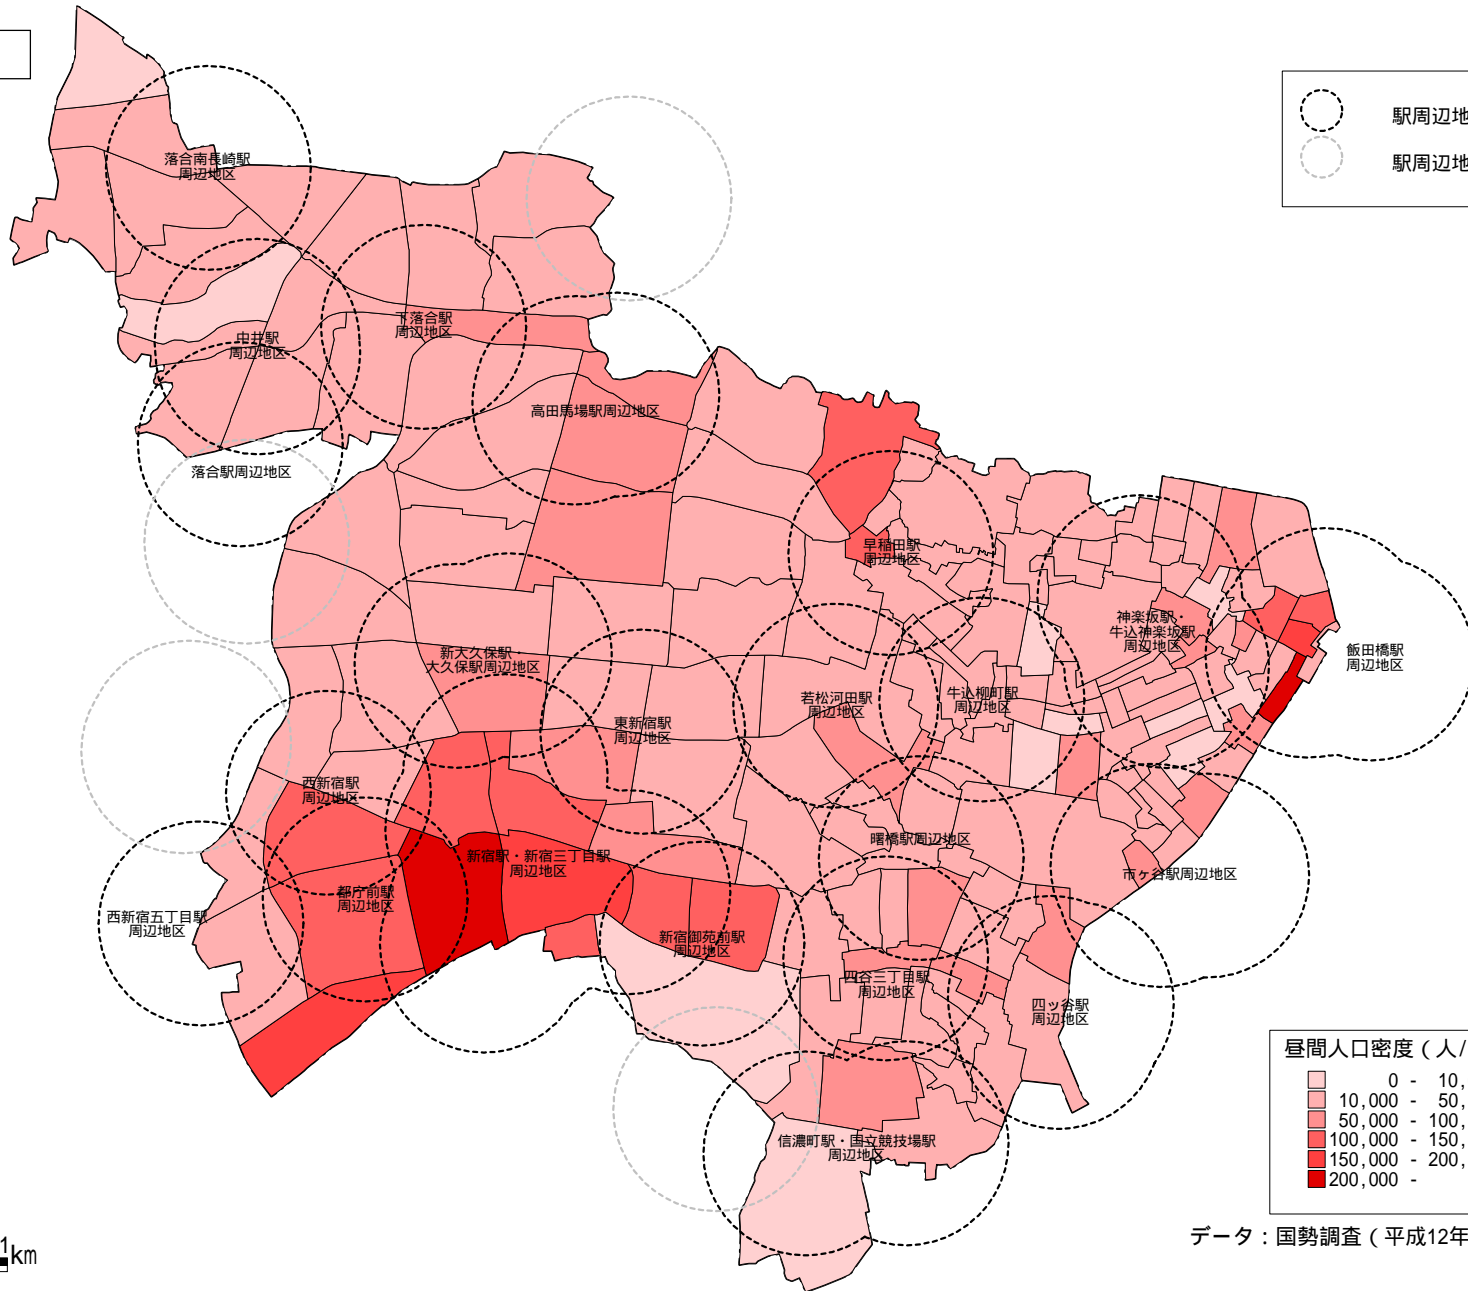 駅周辺地
駅周辺地
落合南長崎駅
周辺地区
下落合駅
周辺地区
中井駅
周辺地区
高田馬場駅周辺地区
落合駅周辺地区
早稲田駅
周辺地区
神楽坂駅・
牛込神楽坂駅
周辺地区
飯田橋駅
周辺地区
新大久保駅・
大久保駅周辺地区
若松河田駅
周辺地区
牛込柳町駅
周辺地区
東新宿駅
周辺地区
西新宿駅
周辺地区
曙橋駅周辺地区
新宿駅・新宿三丁目駅
周辺地区
市ヶ谷駅周辺地区
都庁前駅
周辺地区
西新宿五丁目駅
周辺地区
新宿御苑前駅
周辺地区
四谷三丁目駅
周辺地区
四ッ谷駅
周辺地区
信濃町駅・国立競技場駅
周辺地区
昼間人口密度（人/
0 - 10,
10,000 - 50,
50,000 - 100,
100,000 - 150,
150,000 - 200,
200,000 -
データ：国勢調査（平成12年
1km